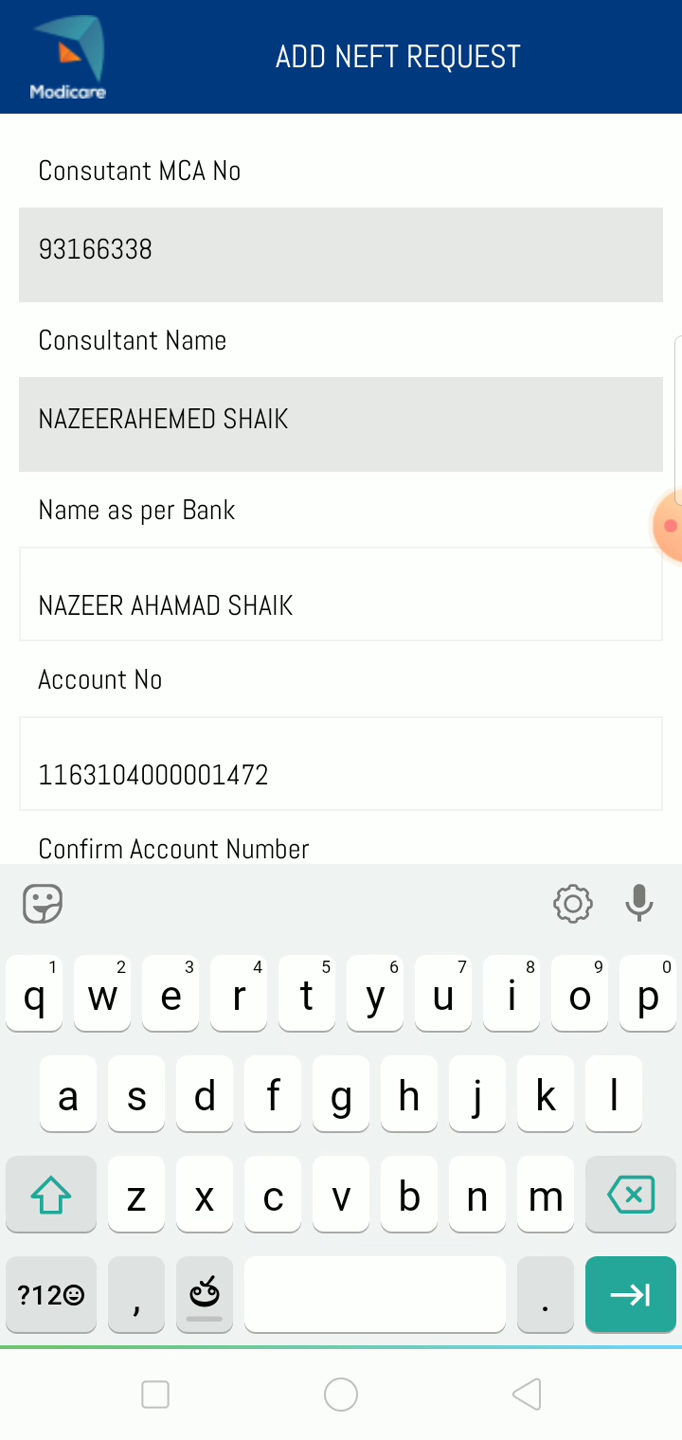 Modicare
ADD NEFT REQUEST
Consutant MCA No
93166338
Consultant Name
NAZEERAHEMED SHAIK
Name as per Bank
NAZEER AHAMAD SHAIK
Account No
1163104000001472
Confirm Account Number
1 2 3 4 5 6 7 8 9 0
q w e r t y u i o p
a s d f g h j k l
z x c v b n m
?12☺ , త .